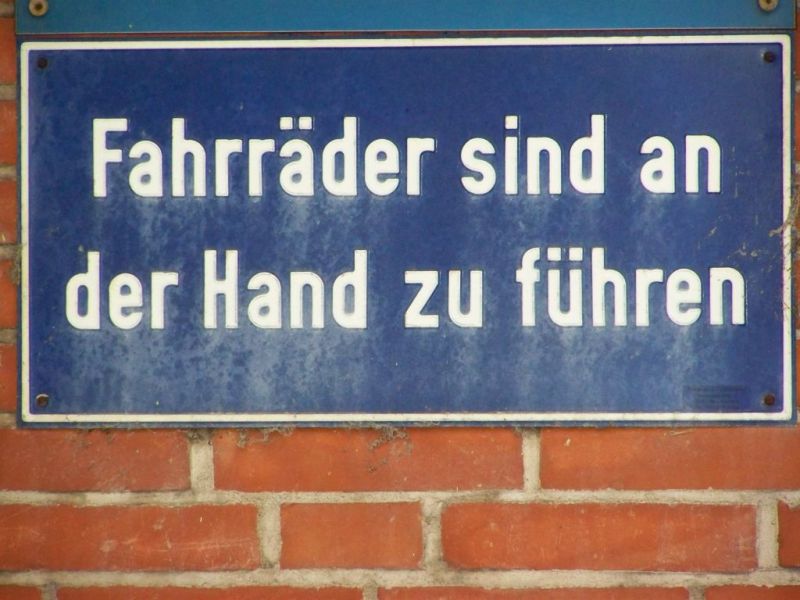 Fahrräder sind an
der Hand zu führen